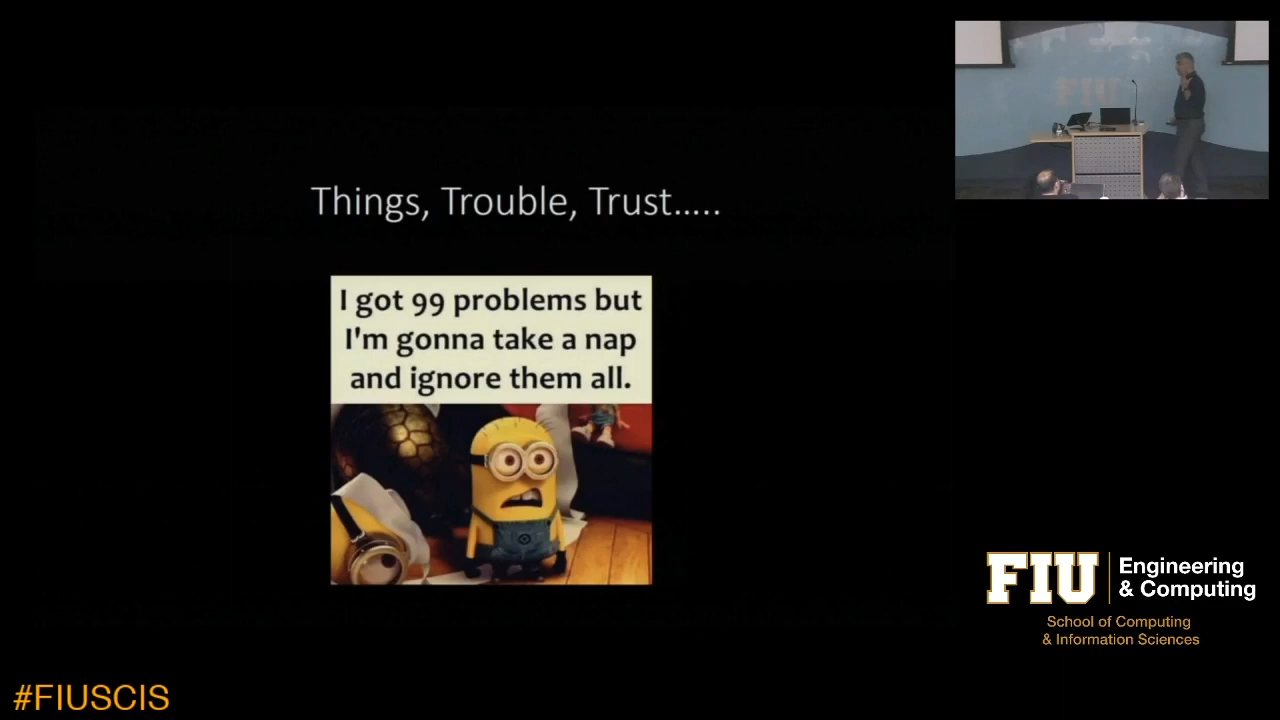 Things, Trouble, Trust.....
I got 99 problems but
I'm gonna take a nap
and ignore them all.
FIU
FIU
Engineering
& Computing
School of Computing
& Information Sciences
#FIUSCIS